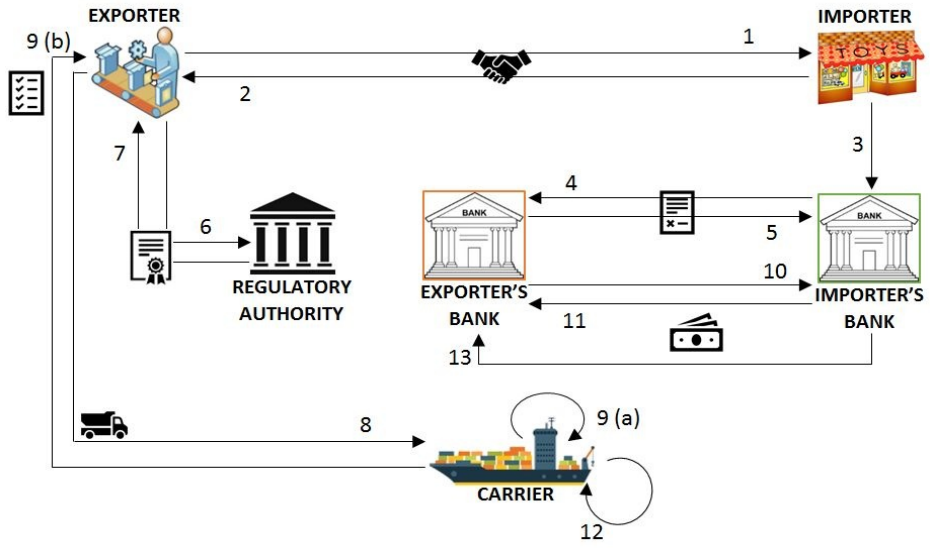 EXPORTER
IMPORTER
9 (b)
1
TOYS
2
7
3
4
BANK
BANK
6
5
REGULATORY
AUTHORITY
10
EXPORTER'S
BANK
IMPORTER'S
BANK
11
13
8
9 (a)
CARRIER
12